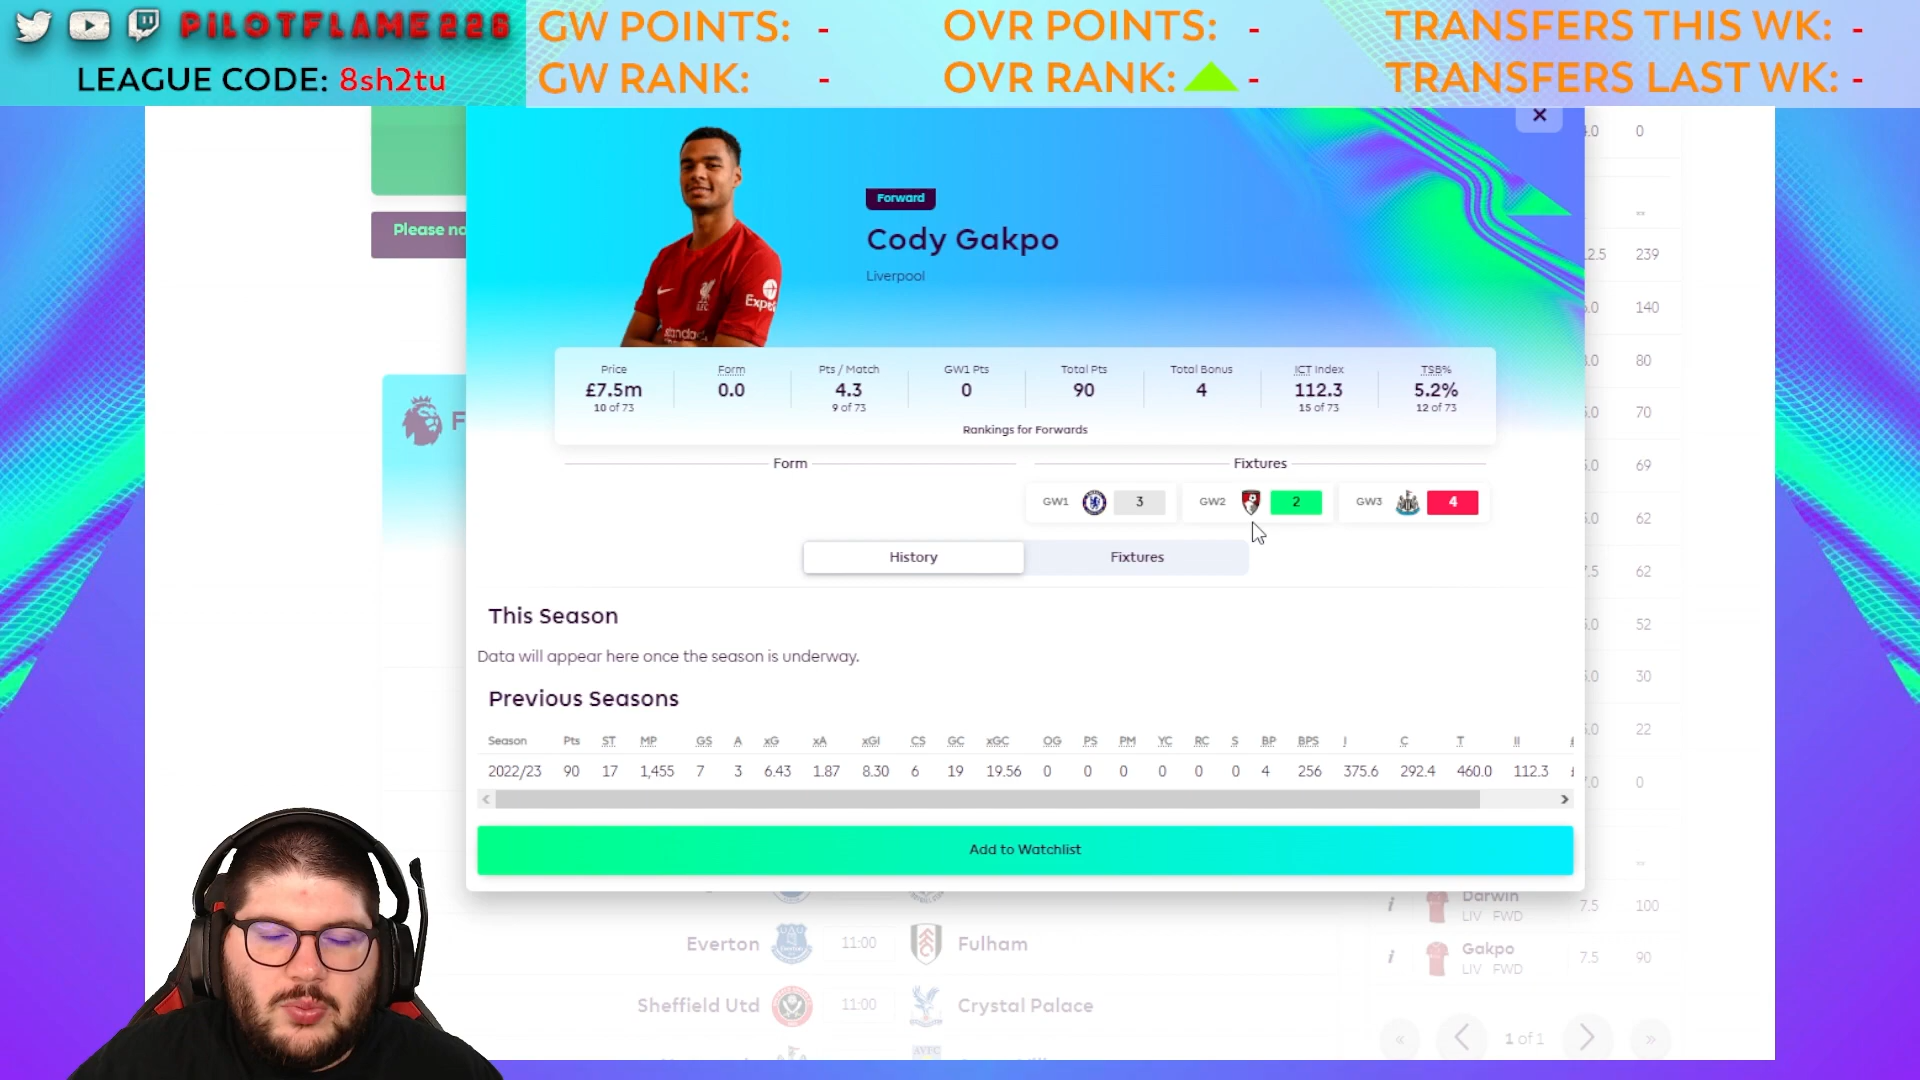 PILOTFLAME226
LEAGUE CODE: 8sh2tu
GW POINTS: -
GW RANK: -
OVR POINTS: -
OVR RANK: -
TRANSFERS THIS WK: -
TRANSFERS LAST WK: -
Please no
Forward
Cody Gakpo
Liverpool
Price
£7.5m
10 of 73
Form
0.0
Pts / Match
4.3
9 of 73
GW1 Pts
0
Total Pts
90
Total Bonus
4
ICT Index
112.3
15 of 73
TSB%
5.2%
12 of 73
Rankings for Forwards
Form
Fixtures
GW1 3
GW2 2
GW3 4
History
Fixtures
This Season
Data will appear here once the season is underway.
Previous Seasons
Season Pts ST MP GS A xG xA xGI CS GC xGC OG PS PM YC RC S BP BPS I C T II £
2022/23 90 17 1,455 7 3 6.43 1.87 8.30 6 19 19.56 0 0 0 0 0 0 4 256 375.6 292.4 460.0 112.3 £
Add to Watchlist
Everton 11:00 Fulham
Sheffield Utd 11:00 Crystal Palace
0
239
140
80
70
69
62
62
52
30
22
0
Darwin
LIV FWD
7.5 100
Gakpo
LIV FWD
7.5 90
1 of 1